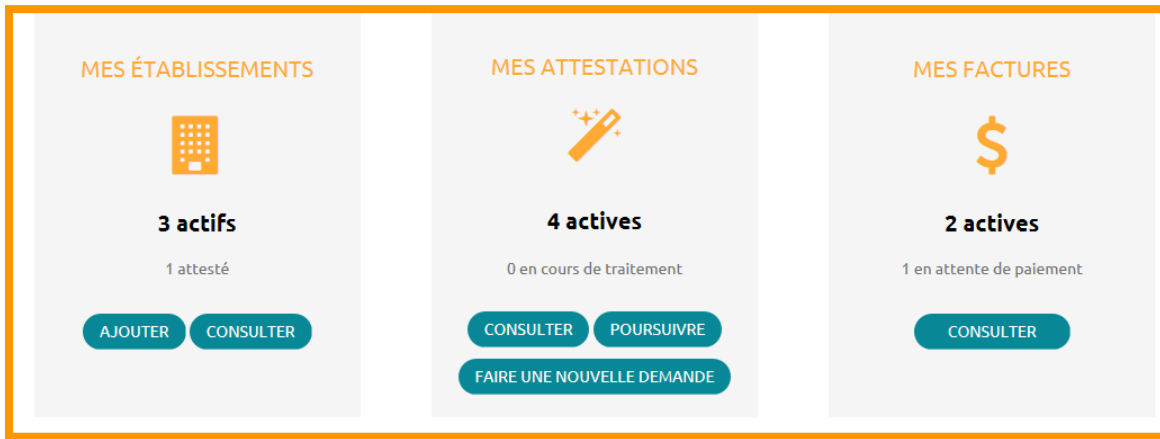 MES ÉTABLISSEMENTS
3 actifs
1 attesté
AJOUTER CONSULTER
MES ATTESTATIONS
4 actives
0 en cours de traitement
CONSULTER POURSUIVRE
FAIRE UNE NOUVELLE DEMANDE
MES FACTURES
$
2 actives
1 en attente de paiement
CONSULTER